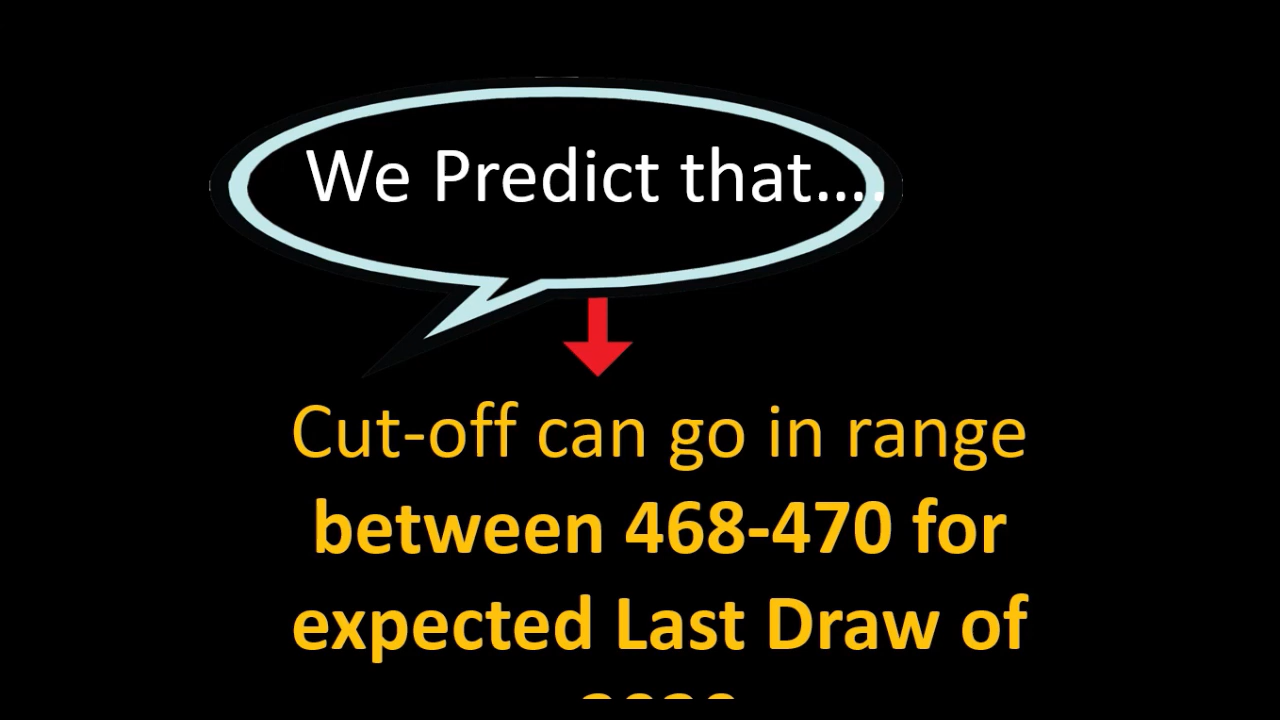 We Predict that....
Cut-off can go in range
between 468-470 for
expected Last Draw of